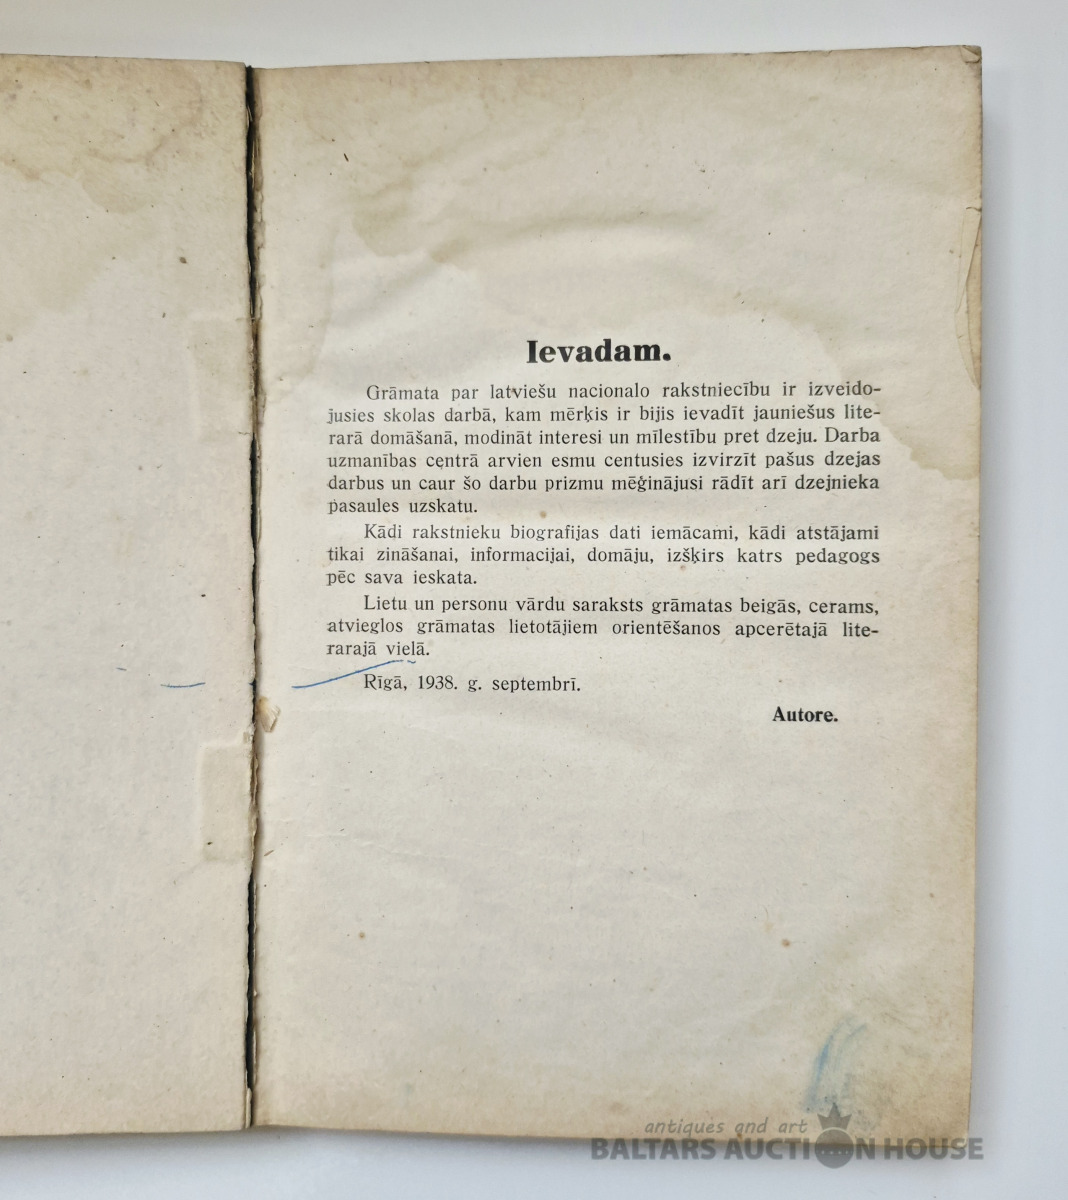 Ievadam.
Grāmata par latviešu nacionalo rakstniecību ir izveido-
jusies skolas darbā, kam mērķis ir bijis ievadīt jauniešus lite-
rarā domāšanā, modināt interesi un mīlestību pret dzeju. Darba
uzmanības centrā arvien esmu centusies izvirzīt pašus dzejas
darbus un caur šo darbu prizmu mēģinājusi rādīt arī dzejnieka
pasaules uzskatu.
Kādi rakstnieku biografijas dati iemācami, kādi atstājami
tikai zināšanai, informacijai, domāju, izšķirs katrs pedagogs
pēc sava ieskata.
Lietu un personu vārdu saraksts grāmatas beigās, cerams,
atvieglos grāmatas lietotājiem orientēšanos apcerētajā lite-
rarajā vielā.
Rīgā, 1938. g. septembrī.
Autore.
antiques and art
BALTARS AUCTION HOUSE